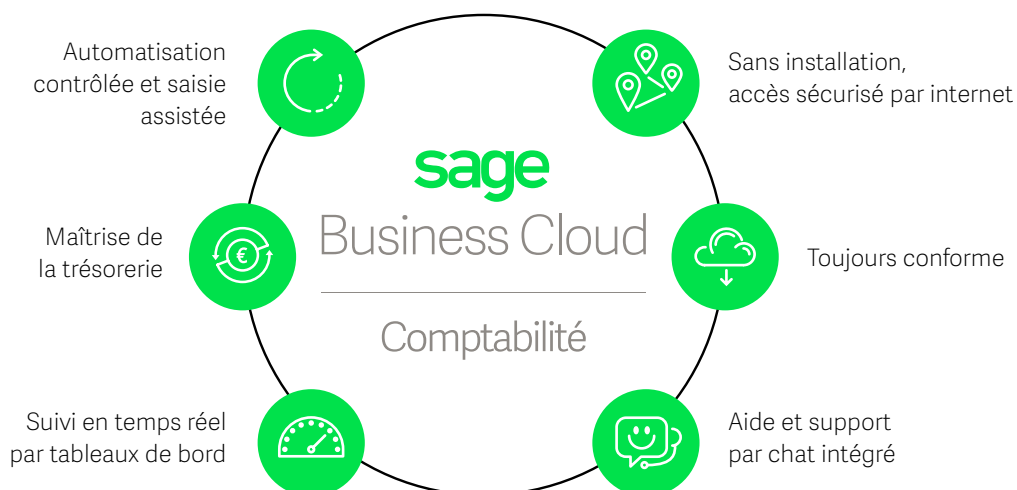 Automatisation
contrôlée et saisie
assistée
Sans installation,
accès sécurisé par internet
sage
Business Cloud
Comptabilité
Maîtrise de
la trésorerie
€
Toujours conforme
Suivi en temps réel
par tableaux de bord
Aide et support
par chat intégré